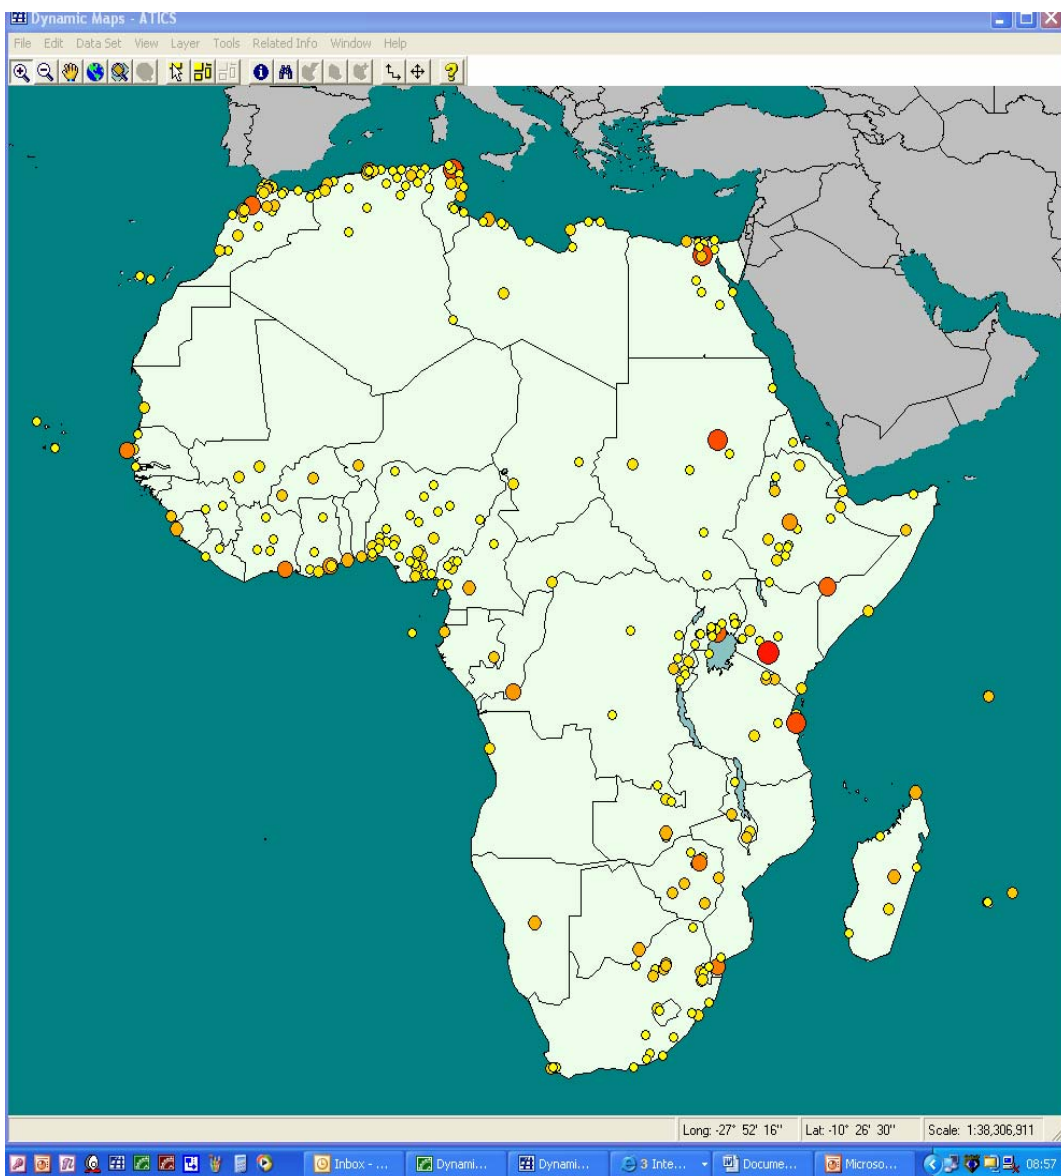 Dynamic Maps - ATICS
File Edit Data Set View Layer Tools Related Info Window Help
Long: -27° 52' 16" Lat: -10° 26' 30" Scale: 1:38,306,911
Inbox - ... Dynami... Dynami... 3 Inte... Docume... Microso... 08:57